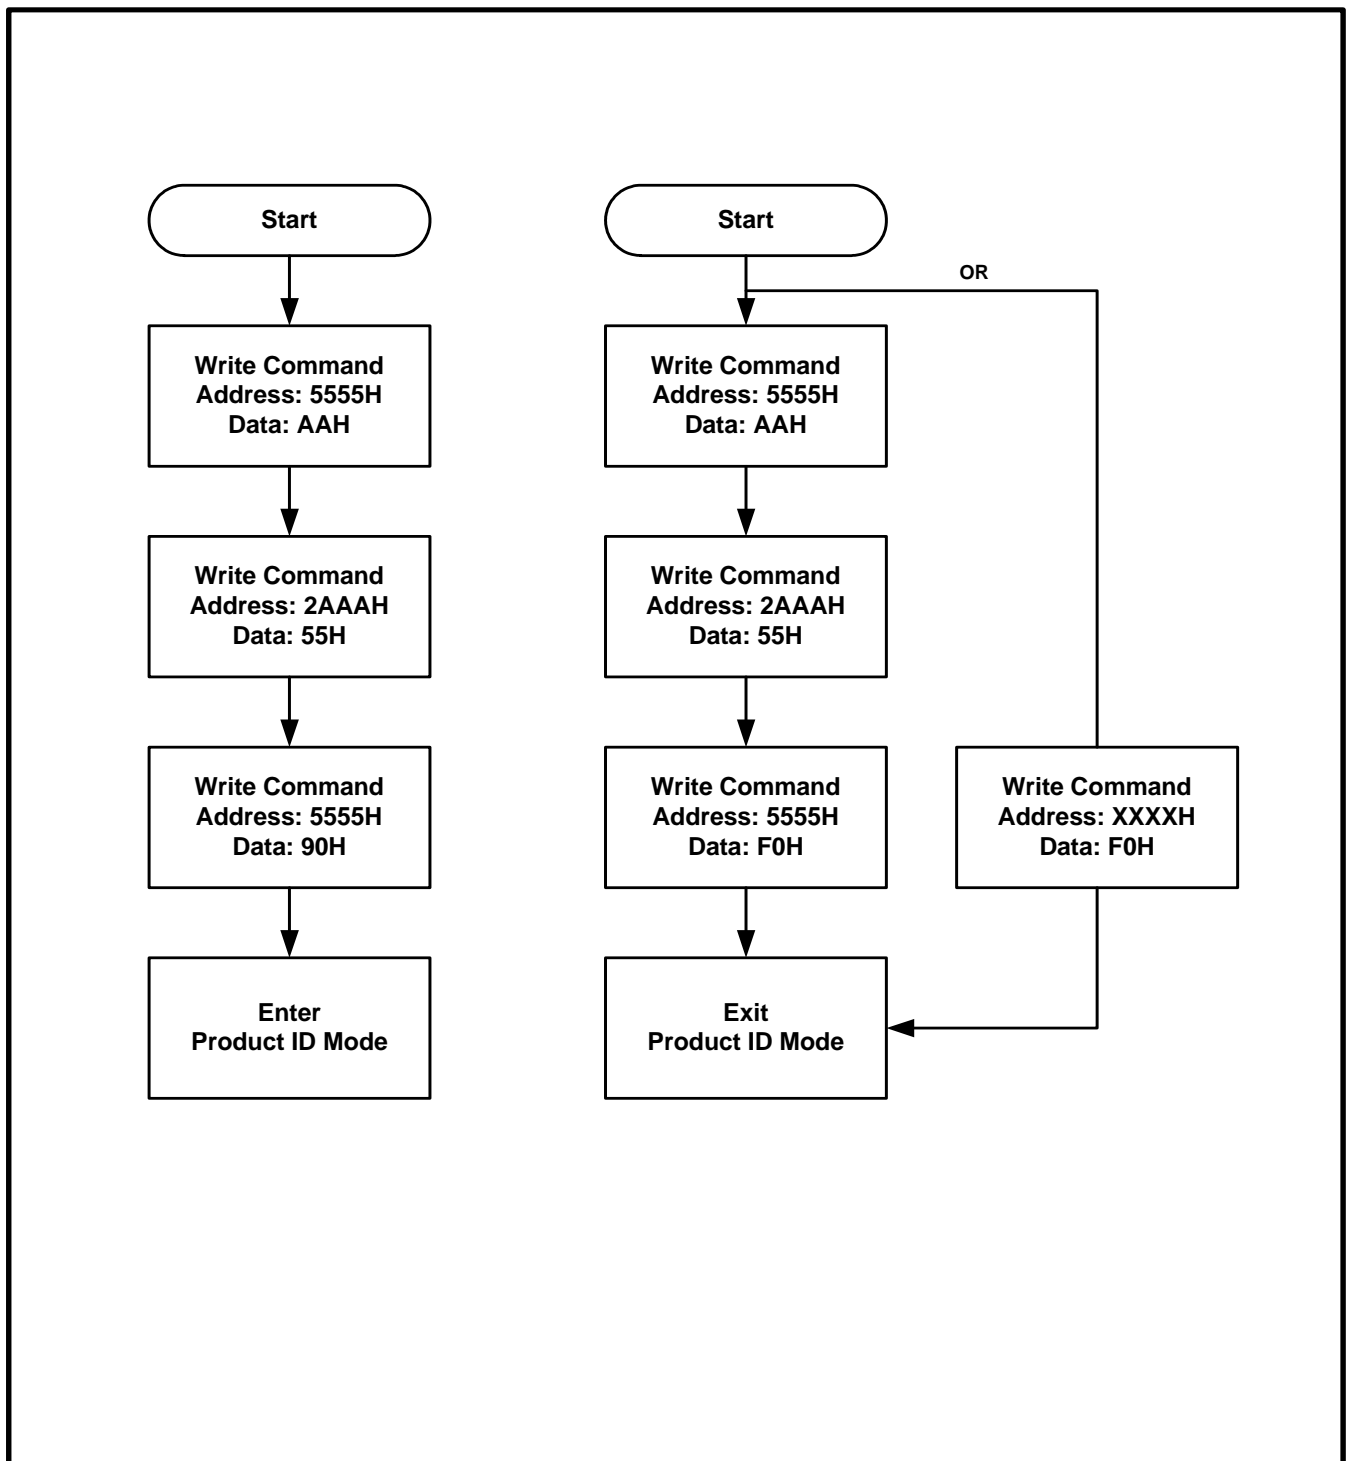 Start
Write Command
Address: 5555H
Data: AAH
Write Command
Address: 2AAAH
Data: 55H
Write Command
Address: 5555H
Data: 90H
Enter
Product ID Mode
Start
OR
Write Command
Address: 5555H
Data: AAH
Write Command
Address: 2AAAH
Data: 55H
Write Command
Address: 5555H
Data: F0H
Exit
Product ID Mode
Write Command
Address: XXXXH
Data: F0H